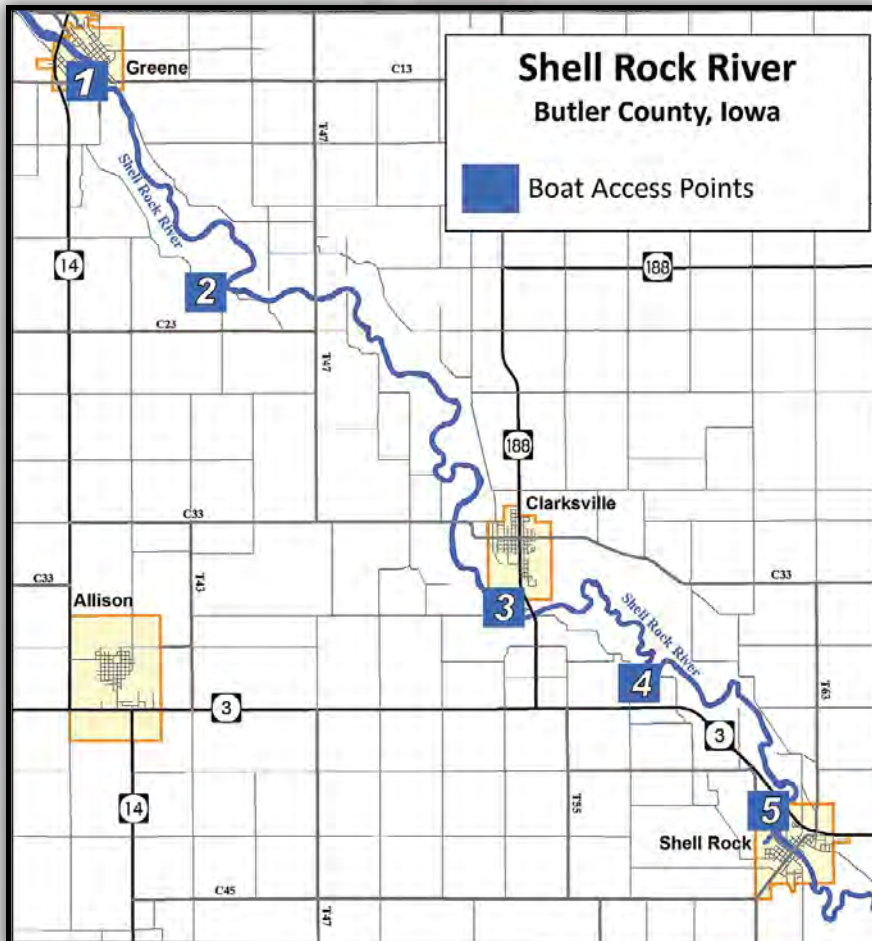 Shell Rock River
Butler County, Iowa
Boat Access Points
1
Greene
C13
T47
Shell Rock River
14
188
188
2
C23
T47
188
Clarksville
C33
C33
C33
T43
Allison
3
Shell Rock River
4
T63
3
3
14
T55
5
Shell Rock
C45
T47